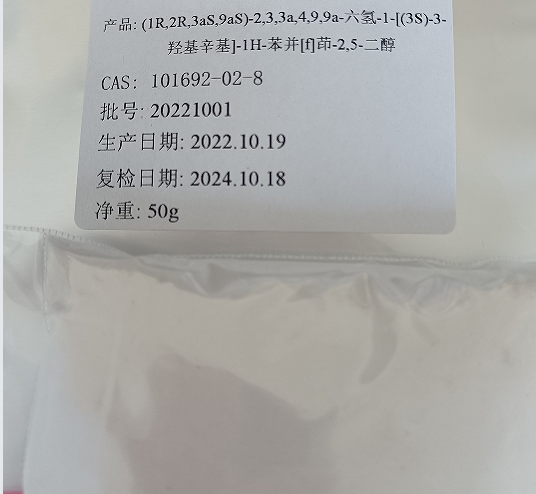 产品: (1R,2R,3aS,9aS)-2,3,3a,4,9,9a-六氢-1-[(3S)-3-
羟基辛基]-1H-苯并[f]茚-2,5-二醇
CAS: 101692-02-8
批号: 20221001
生产日期: 2022.10.19
复检日期: 2024.10.18
净重: 50g